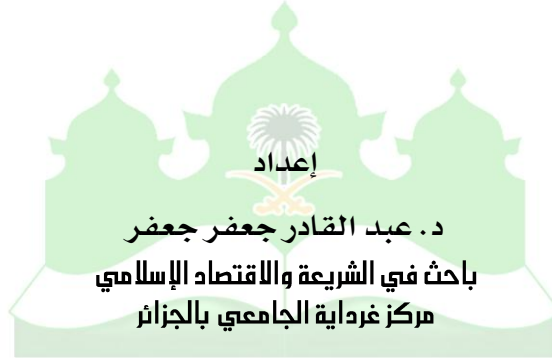 إعداد
د. عبد القادر جعفر جعفر
باحث في الشريعة والاقتصاد الإسلامي
مركز غرداية الجامعي بالجزائر